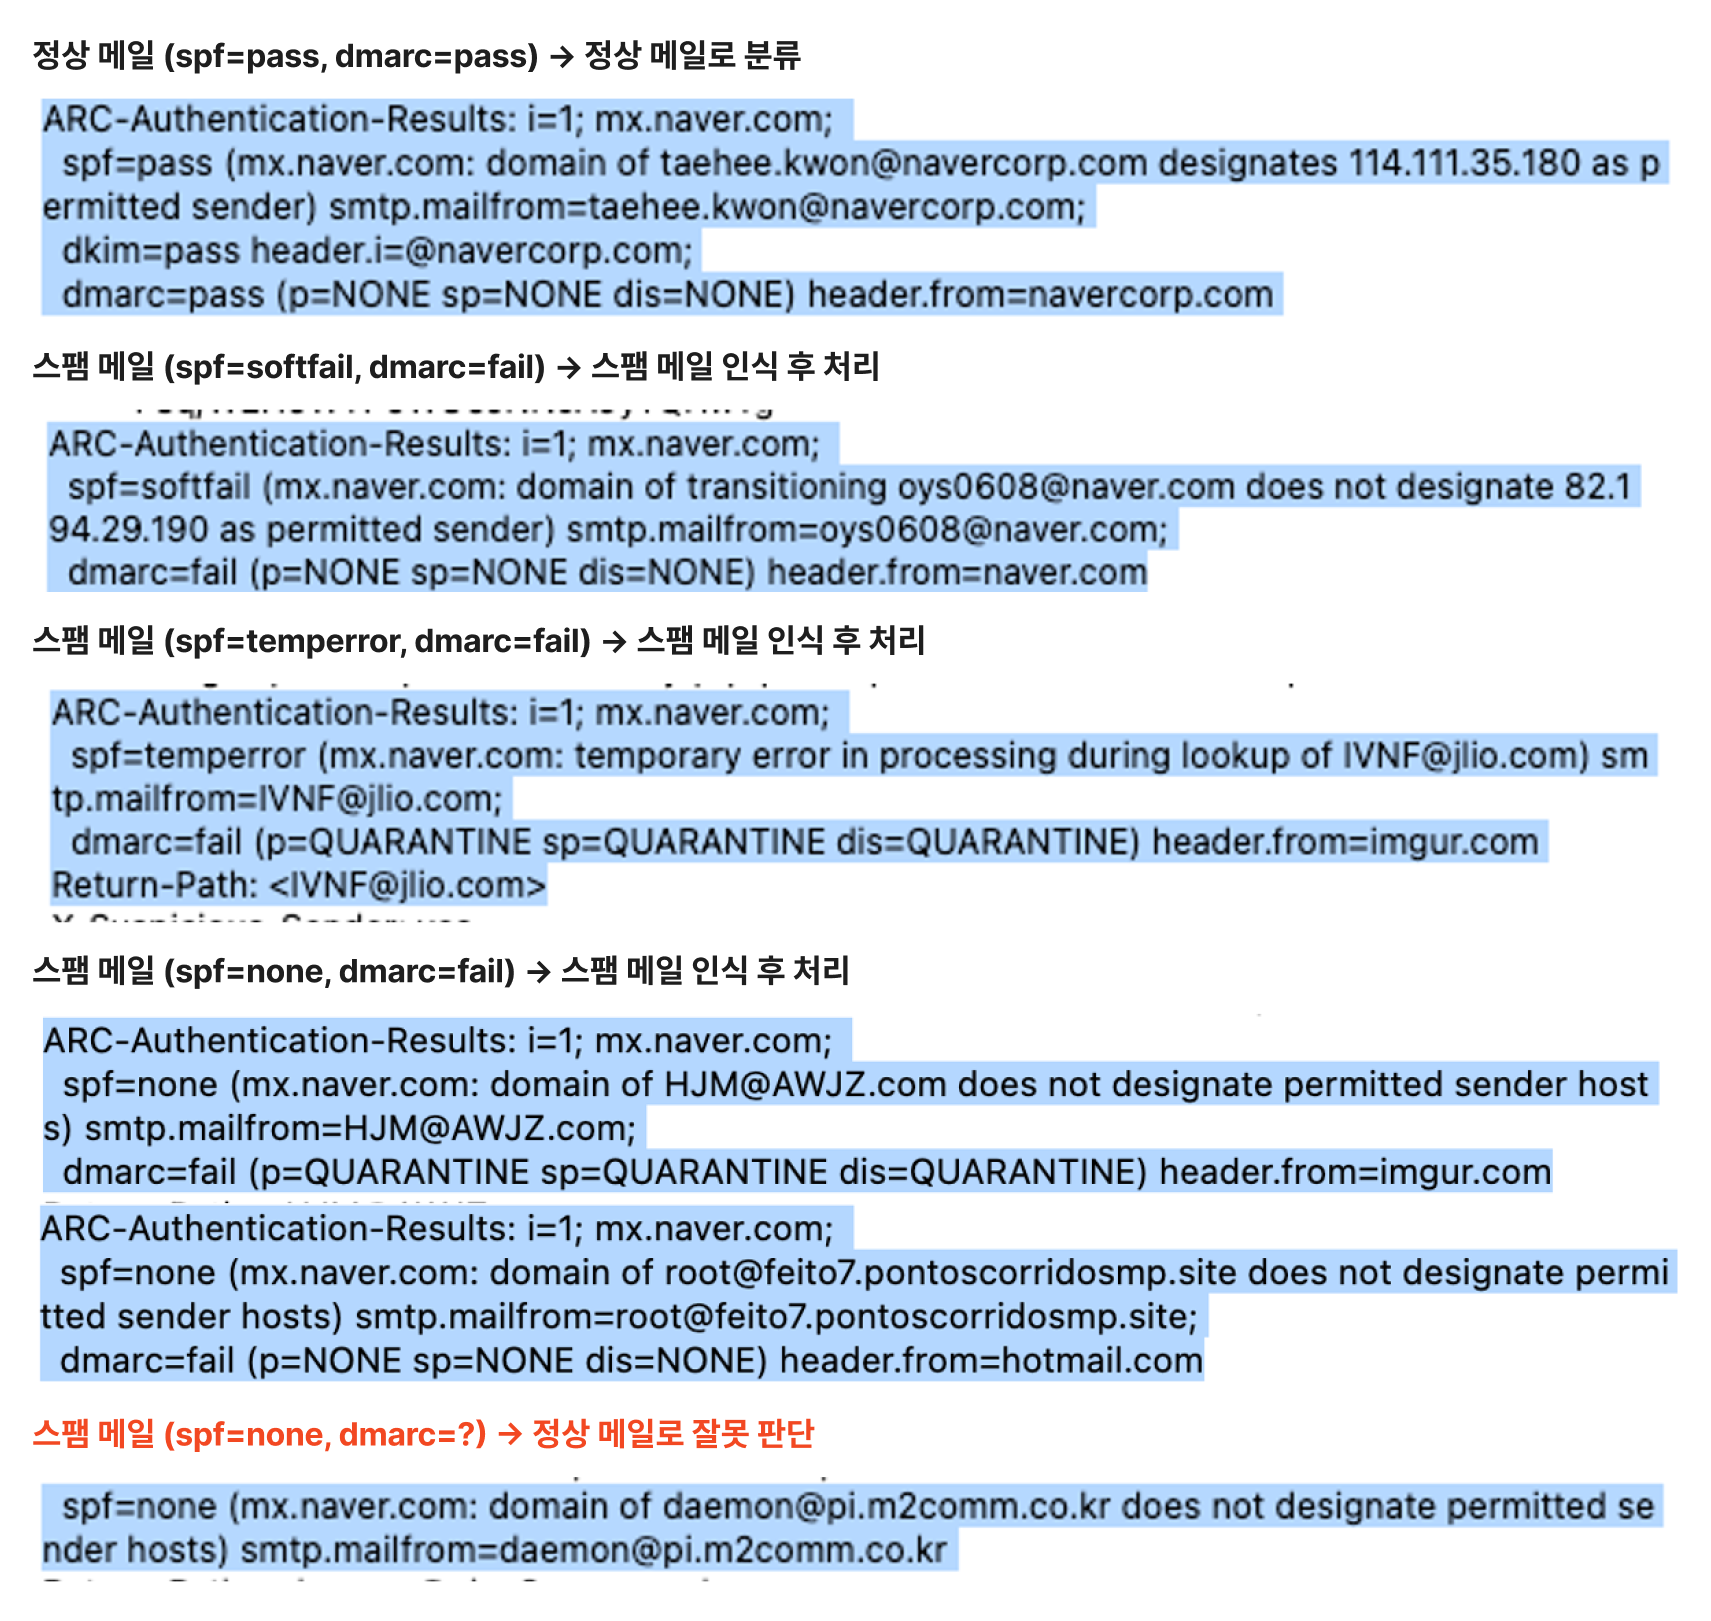 정상 메일 (spf=pass, dmarc=pass) → 정상 메일로 분류
ARC-Authentication-Results: i=1; mx.naver.com;
spf=pass (mx.naver.com: domain of taehee.kwon@navercorp.com designates 114.111.35.180 as p
ermitted sender) smtp.mailfrom=taehee.kwon@navercorp.com;
dkim=pass header.i=@navercorp.com;
dmarc=pass (p=NONE sp=NONE dis=NONE) header.from=navercorp.com
스팸 메일 (spf=softfail, dmarc=fail) → 스팸 메일 인식 후 처리
ARC-Authentication-Results: i=1; mx.naver.com;
spf=softfail (mx.naver.com: domain of transitioning oys0608@naver.com does not designate 82.1
94.29.190 as permitted sender) smtp.mailfrom=oys0608@naver.com;
dmarc=fail (p=NONE sp=NONE dis=NONE) header.from=naver.com
스팸 메일 (spf=temperror, dmarc=fail) → 스팸 메일 인식 후 처리
ARC-Authentication-Results: i=1; mx.naver.com;
spf=temperror (mx.naver.com: temporary error in processing during lookup of IVNF@jlio.com) sm
tp.mailfrom=IVNF@jlio.com;
dmarc=fail (p=QUARANTINE sp=QUARANTINE dis=QUARANTINE) header.from=imgur.com
Return-Path: <IVNF@jlio.com>
스팸 메일 (spf=none, dmarc=fail) → 스팸 메일 인식 후 처리
ARC-Authentication-Results: i=1; mx.naver.com;
spf=none (mx.naver.com: domain of HJM@AWJZ.com does not designate permitted sender host
s) smtp.mailfrom=HJM@AWJZ.com;
dmarc=fail (p=QUARANTINE sp=QUARANTINE dis=QUARANTINE) header.from=imgur.com
ARC-Authentication-Results: i=1; mx.naver.com;
spf=none (mx.naver.com: domain of root@feito7.pontoscorridosmp.site does not designate permi
tted sender hosts) smtp.mailfrom=root@feito7.pontoscorridosmp.site;
dmarc=fail (p=NONE sp=NONE dis=NONE) header.from=hotmail.com
스팸 메일 (spf=none, dmarc=?) → 정상 메일로 잘못 판단
spf=none (mx.naver.com: domain of daemon@pi.m2comm.co.kr does not designate permitted se
nder hosts) smtp.mailfrom=daemon@pi.m2comm.co.kr